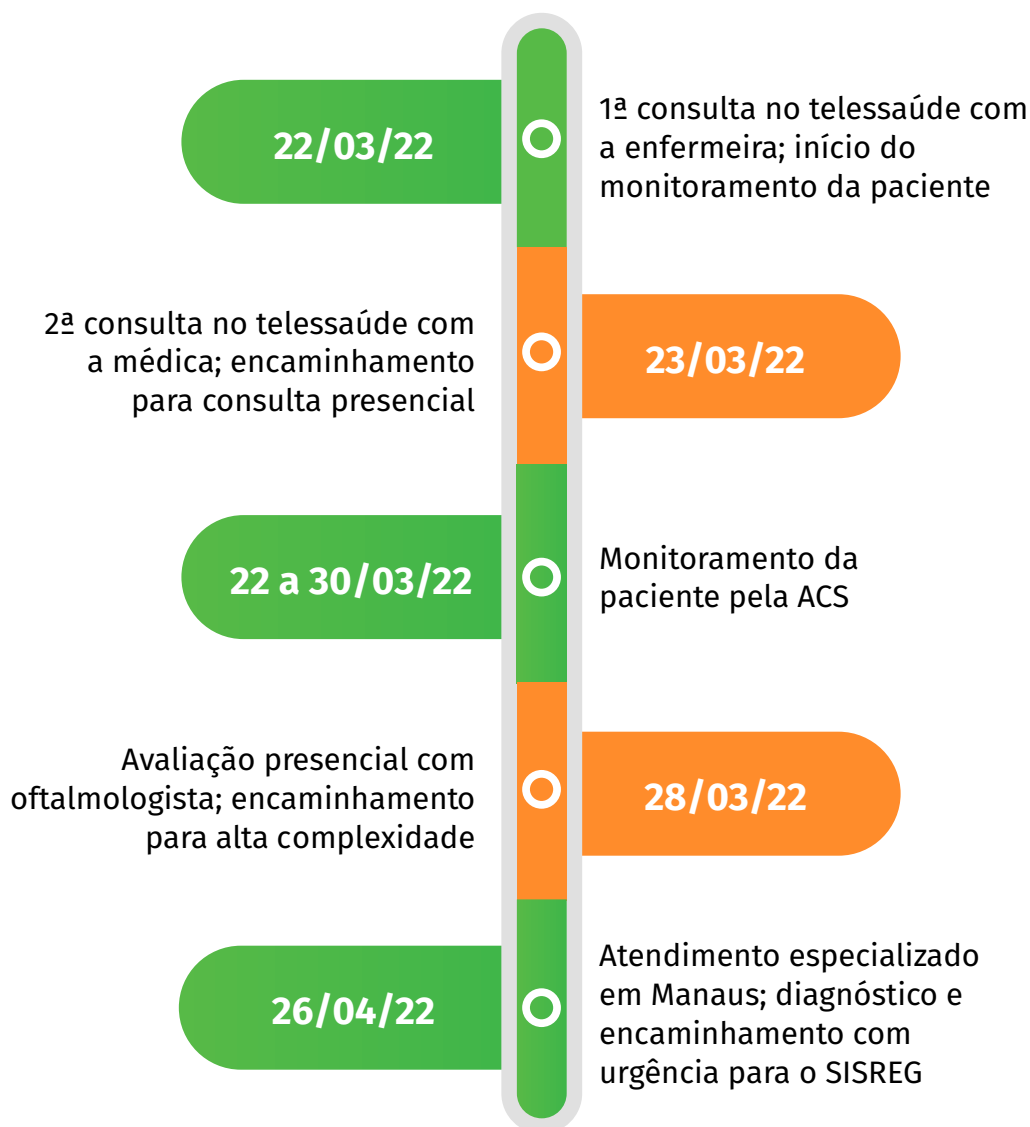 22/03/22
1ª consulta no telessaúde com
a enfermeira; início do
monitoramento da paciente
2ª consulta no telessaúde com
a médica; encaminhamento
para consulta presencial
23/03/22
22 a 30/03/22
Monitoramento da
paciente pela ACS
Avaliação presencial com
oftalmologista; encaminhamento
para alta complexidade
28/03/22
26/04/22
Atendimento especializado
em Manaus; diagnóstico e
encaminhamento com
urgência para o SISREG